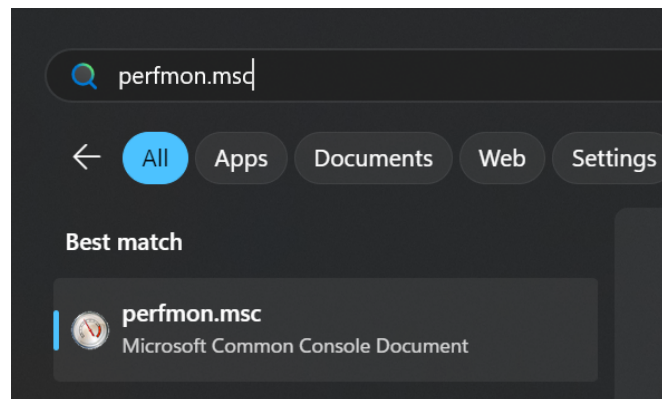 perfmon.msc
All Apps Documents Web Settings
Best match
perfmon.msc
Microsoft Common Console Document